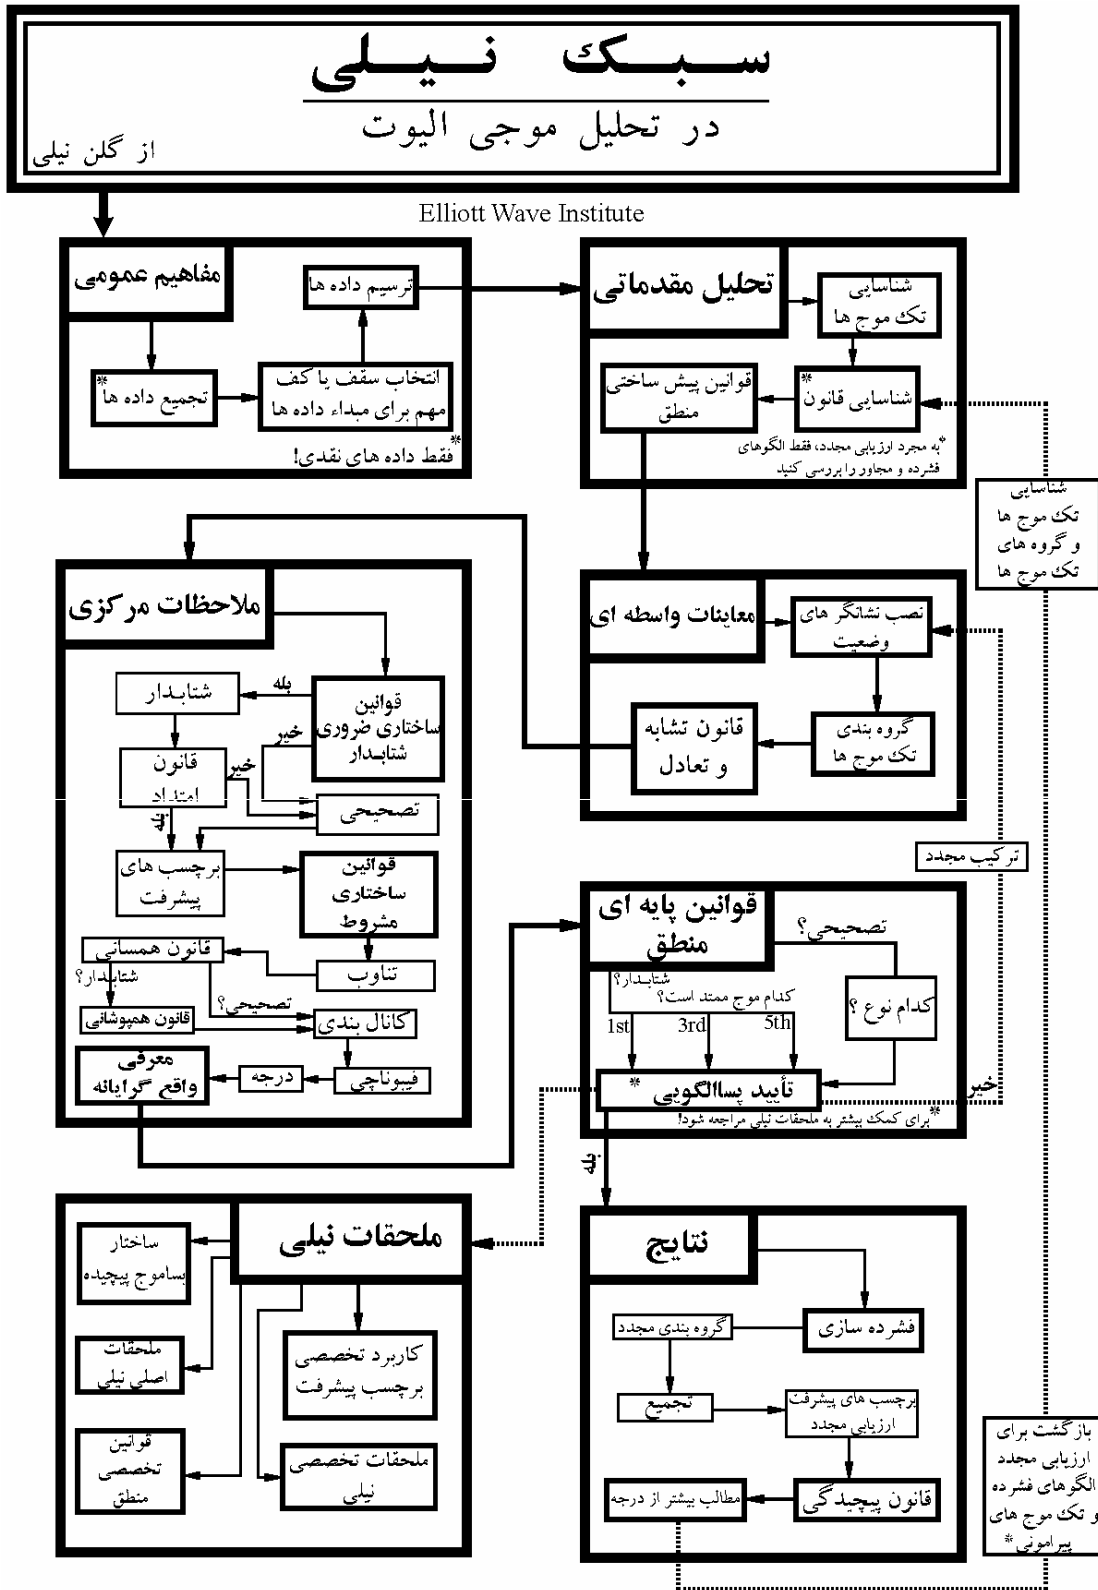 سبک نیلی
در تحلیل موجی الیوت
از گلن نیلی
Elliott Wave Institute
مفاهیم عمومی
تجمیع داده ها*
انتخاب سقف یا کف
مهم برای مبداء داده ها
ترسیم داده ها
*فقط داده های نقدی!
تحلیل مقدماتی
شناسایی
تک موج ها
شناسایی قانون*
قوانین پیش ساختی
منطق
*به مجرد ارزیابی مجدد، فقط الگوهای
فشرده و مجاور را بررسی کنید
شناسایی
تک موج ها
و گروه های
تک موج ها
معاینات واسطه ای
نصب نشانگر های
وضعیت
گروه بندی
تک موج ها
قانون تشابه
و تعادل
ترکیب مجدد
ملاحظات مرکزی
قوانین
ساختاری ضروری
شتابدار
بله
خیر
شتابدار
قانون
امتداد
خیر
بله
تصحیحی
برچسب های
پیشرفت
قوانین
ساختاری
مشروط
تناوب
قانون همسانی
شتابدار؟
تصحیحی؟
قانون همپوشانی
کانال بندی
فیبوناچی
درجه
معرفی
واقع گرایانه
قوانین پایه ای
منطق
تصحیحی؟
کدام نوع ؟
شتابدار؟
کدام موج ممتد است؟
1st
3rd
5th
تأیید پساالگویی *
خیر
*برای کمک بیشتر به ملحقات نیلی مراجعه شود!
بله
ملحقات نیلی
ساختار
پساموج پیچیده
ملحقات
اصلی نیلی
قوانین
تخصصی
منطق
کاربرد تخصصی
برچسب پیشرفت
ملحقات تخصصی
نیلی
نتایج
فشرده سازی
گروه بندی مجدد
تجمیع
برچسب های پیشرفت
ارزیابی مجدد
قانون پیچیدگی
مطالب بیشتر از درجه
بازگشت برای
ارزیابی مجدد
الگوهای فشرده
و تک موج های
پیرامونی*